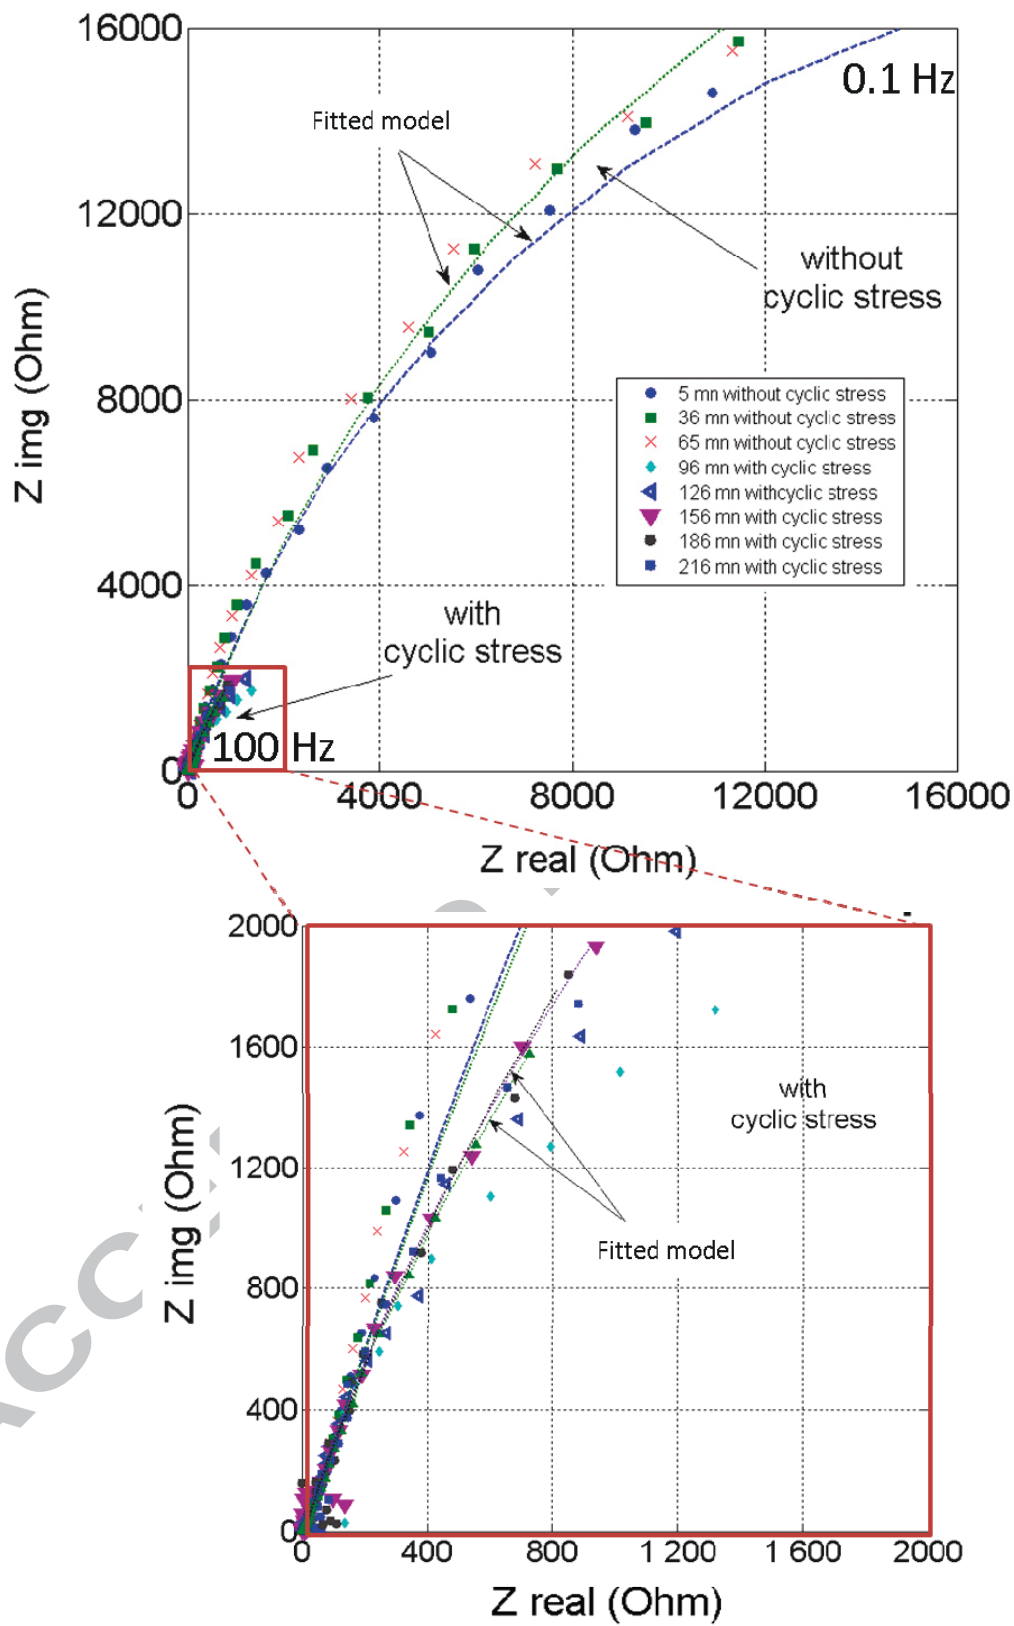 16000
0.1 Hz
Fitted model
12000
without
cyclic stress
Z img (Ohm)
8000
5 mn without cyclic stress
36 mn without cyclic stress
65 mn without cyclic stress
96 mn with cyclic stress
126 mn withcyclic stress
156 mn with cyclic stress
186 mn with cyclic stress
216 mn with cyclic stress
4000
with
cyclic stress
100 Hz
0
0 4000 8000 12000 16000
Z real (Ohm)
2000
1600
with
cyclic stress
Z img (Ohm)
1200
Fitted model
800
400
0
0 400 800 1 200 1 600 2000
Z real (Ohm)